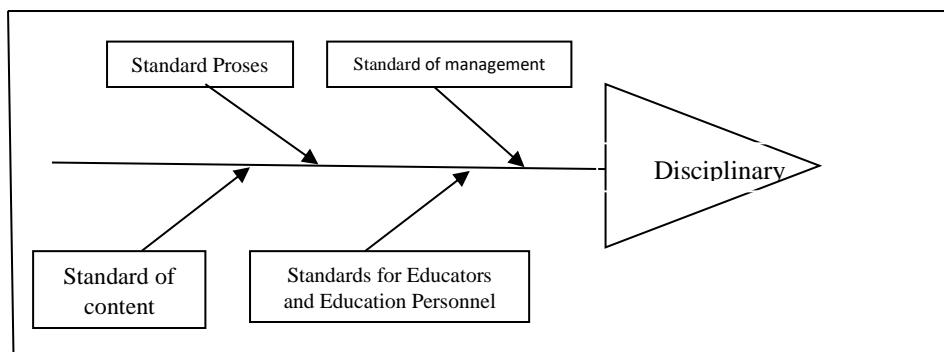 Standard Proses
Standard of management
Disciplinary
Standard of
content
Standards for Educators
and Education Personnel